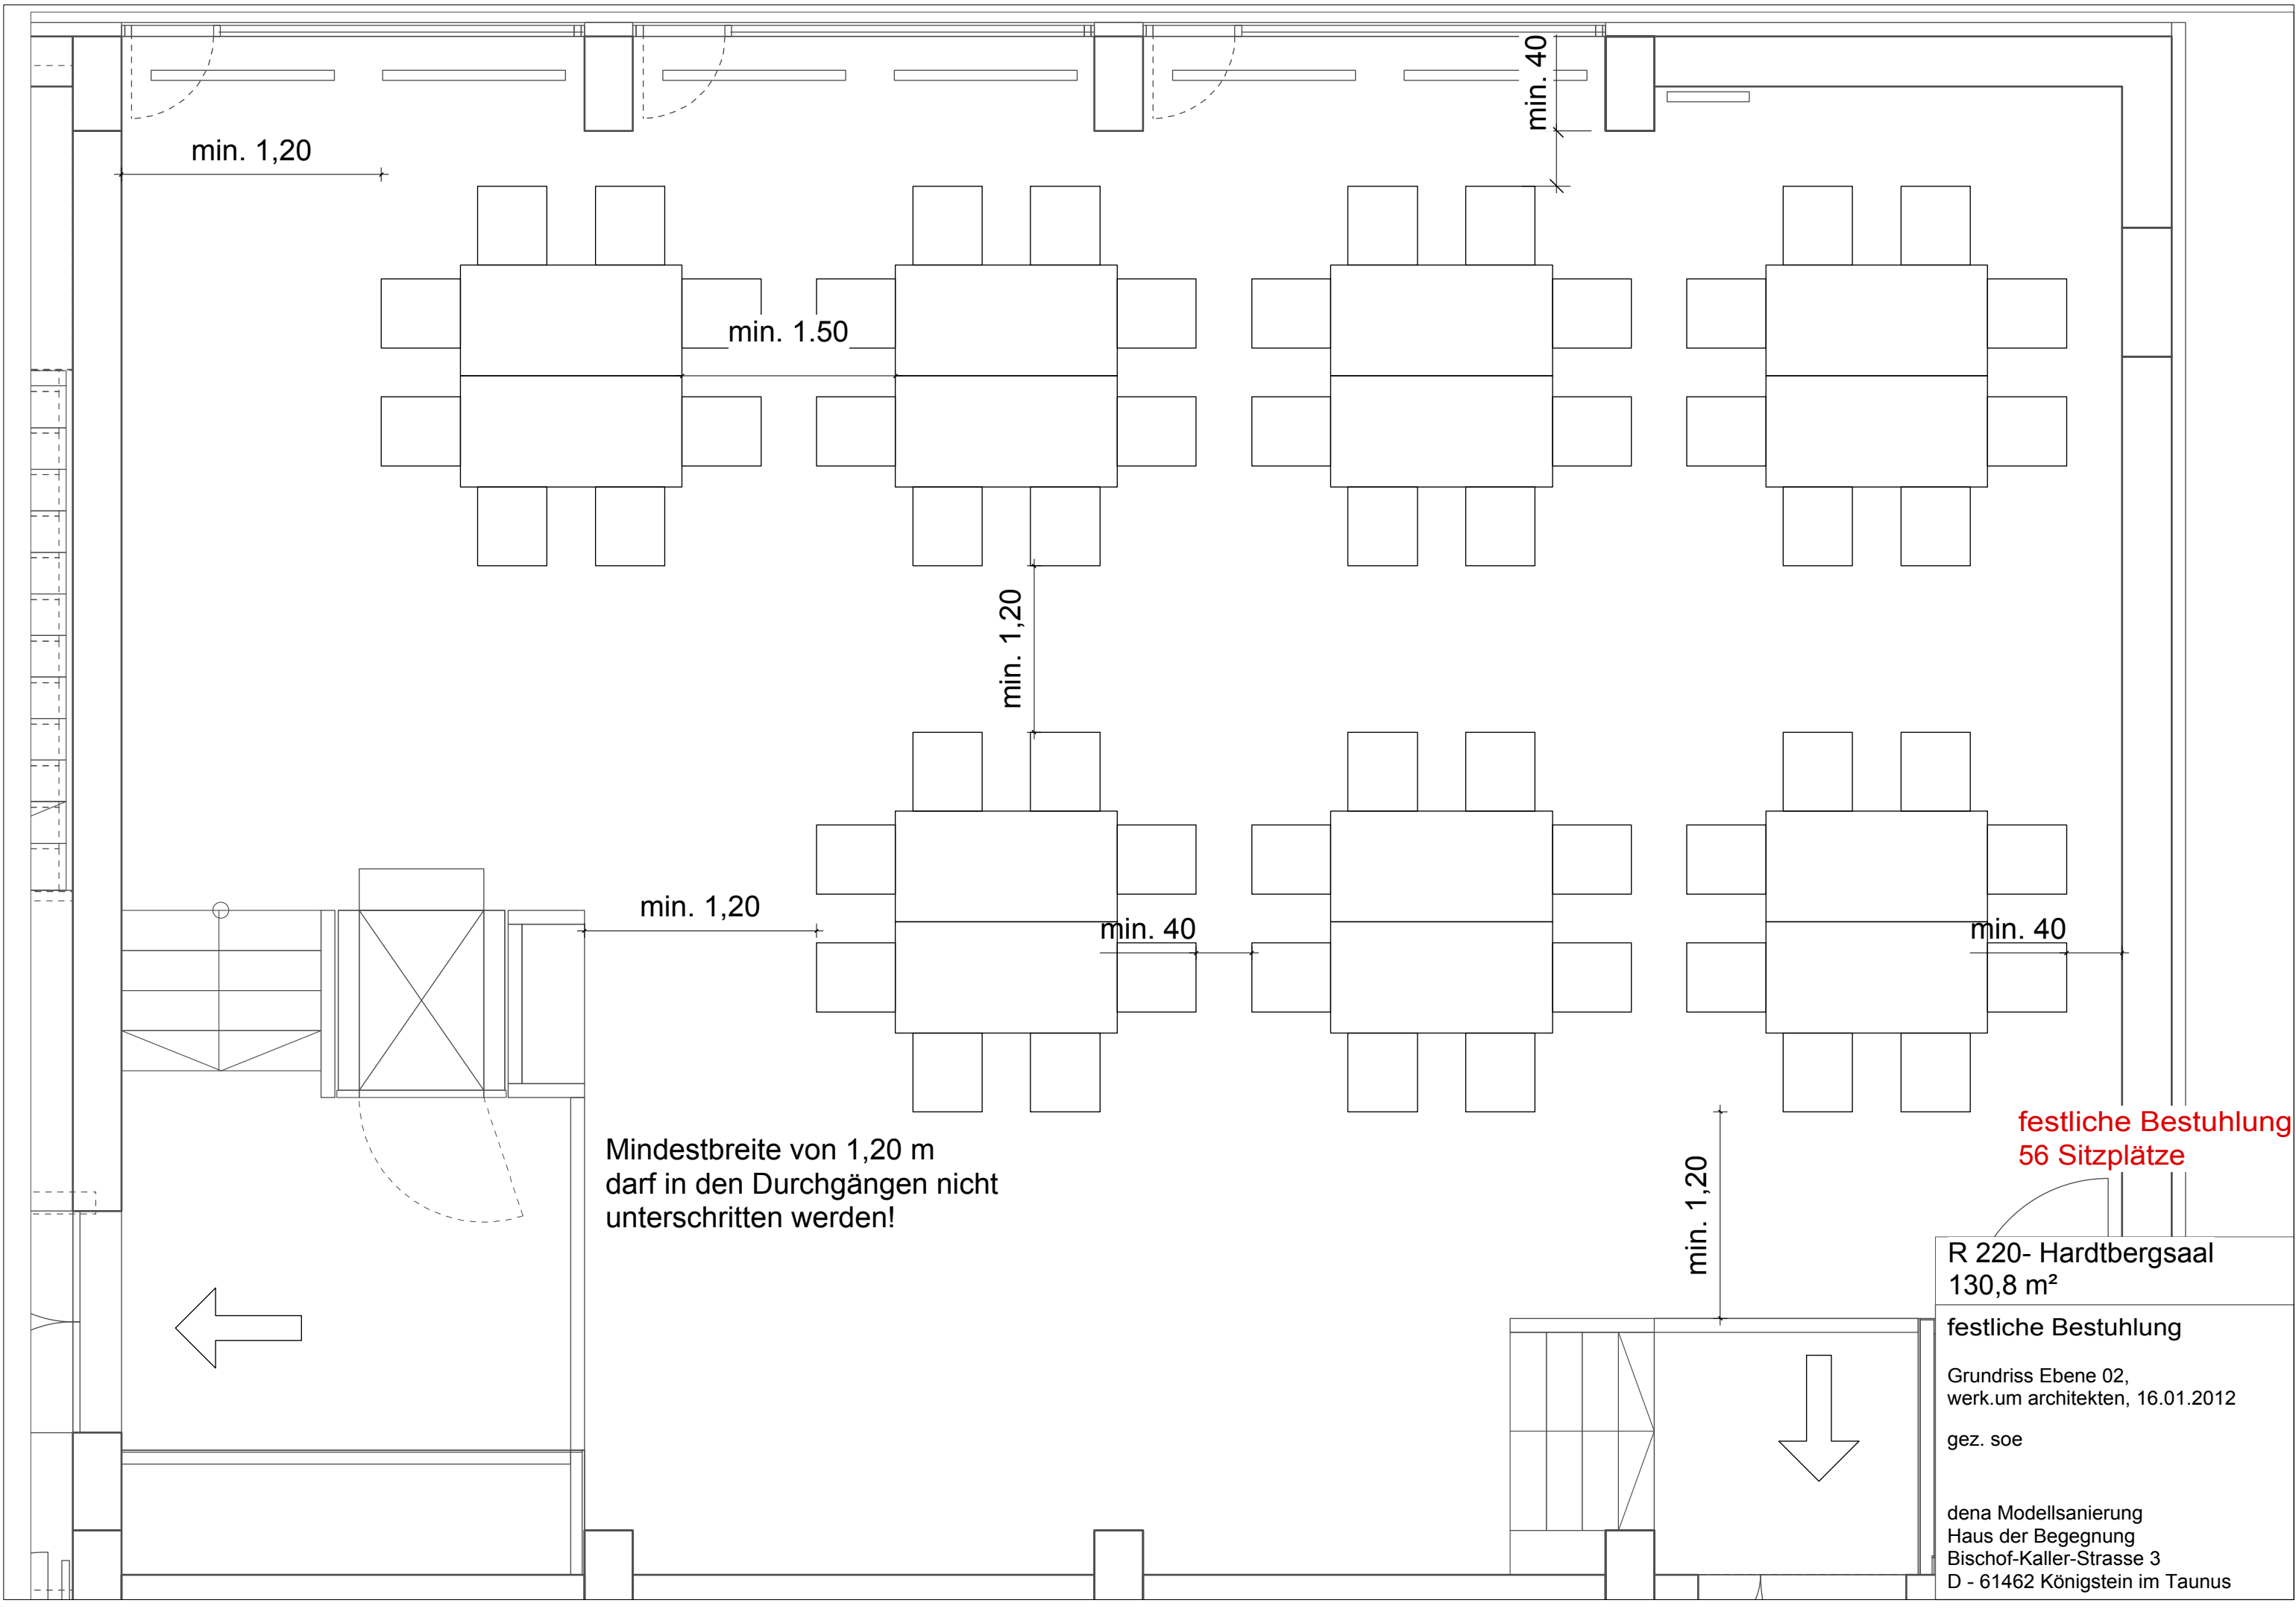 min. 40
min. 1,20
min. 1.50
min. 1,20
min. 1,20
min. 40
min. 40
Mindestbreite von 1,20 m
darf in den Durchgängen nicht
unterschritten werden!
min. 1,20
festliche Bestuhlung
56 Sitzplätze
R 220- Hardtbergsaal
130,8 m²
festliche Bestuhlung
Grundriss Ebene 02,
werk.um architekten, 16.01.2012
gez. soe
dena Modellsanierung
Haus der Begegnung
Bischof-Kaller-Strasse 3
D - 61462 Königstein im Taunus